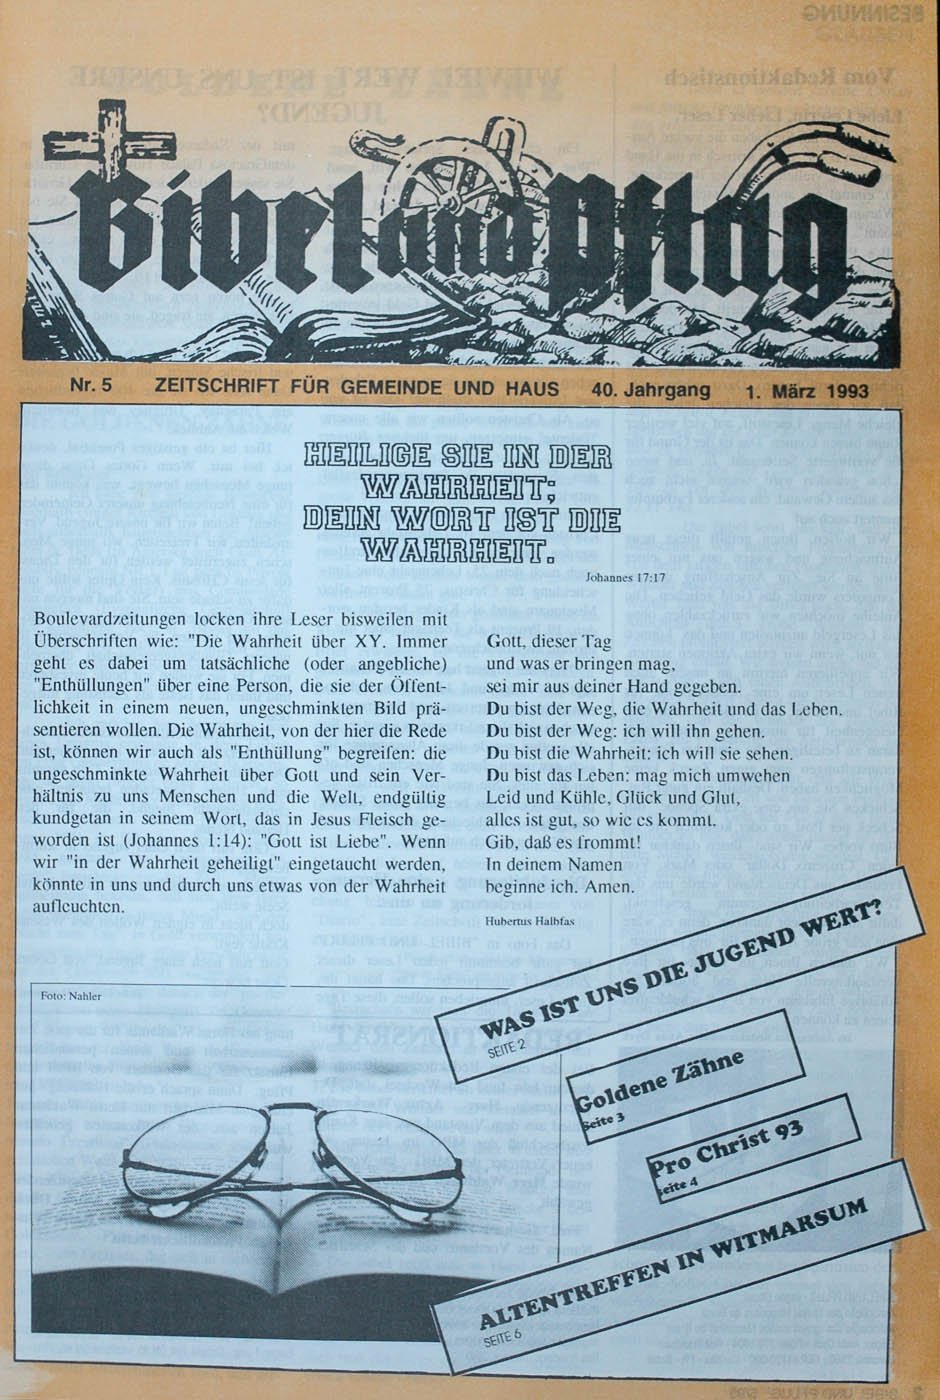 Bibel und Pflug
Nr. 5 ZEITSCHRIFT FÜR GEMEINDE UND HAUS 40. Jahrgang 1. März 1993
HEILIGE SIE IN DER
WAHRHEIT;
DEIN WORT IST DIE
WAHRHEIT.
Johannes 17:17
Boulevardzeitungen locken ihre Leser bisweilen mit
Überschriften wie: "Die Wahrheit über XY. Immer
geht es dabei um tatsächliche (oder angebliche)
"Enthüllungen" über eine Person, die sie der Öffent-
lichkeit in einem neuen, ungeschminkten Bild prä-
sentieren wollen. Die Wahrheit, von der hier die Rede
ist, können wir auch als "Enthüllung" begreifen: die
ungeschminkte Wahrheit über Gott und sein Ver-
hältnis zu uns Menschen und die Welt, endgültig
kundgetan in seinem Wort, das in Jesus Fleisch ge-
worden ist (Johannes 1:14): "Gott ist Liebe". Wenn
wir "in der Wahrheit geheiligt" eingetaucht werden,
könnte in uns und durch uns etwas von der Wahrheit
aufleuchten.
Gott, dieser Tag
und was er bringen mag,
sei mir aus deiner Hand gegeben.
Du bist der Weg, die Wahrheit und das Leben.
Du bist der Weg: ich will ihn gehen.
Du bist die Wahrheit: ich will sie sehen.
Du bist das Leben: mag mich umwehen
Leid und Kühle, Glück und Glut,
alles ist gut, so wie es kommt.
Gib, daß es frommt!
In deinem Namen
beginne ich. Amen.
Hubertus Halbfas
Foto: Nahler
WAS IST UNS DIE JUGEND WERT?
SEITE 2
Goldene Zähne
Seite 3
Pro Christ 93
Seite 4
ALTENTREFFEN IN WITMARSUM
SEITE 6